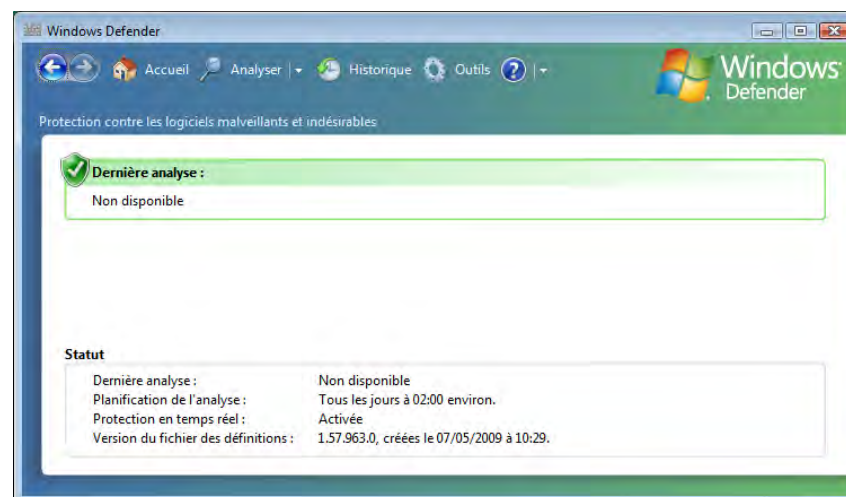 Windows Defender
Accueil Analyser Historique Outils
Windows
Defender
Protection contre les logiciels malveillants et indésirables
Dernière analyse :
Non disponible
Statut
Dernière analyse : Non disponible
Planification de l'analyse : Tous les jours à 02:00 environ.
Protection en temps réel : Activée
Version du fichier des définitions : 1.57.963.0, créées le 07/05/2009 à 10:29.